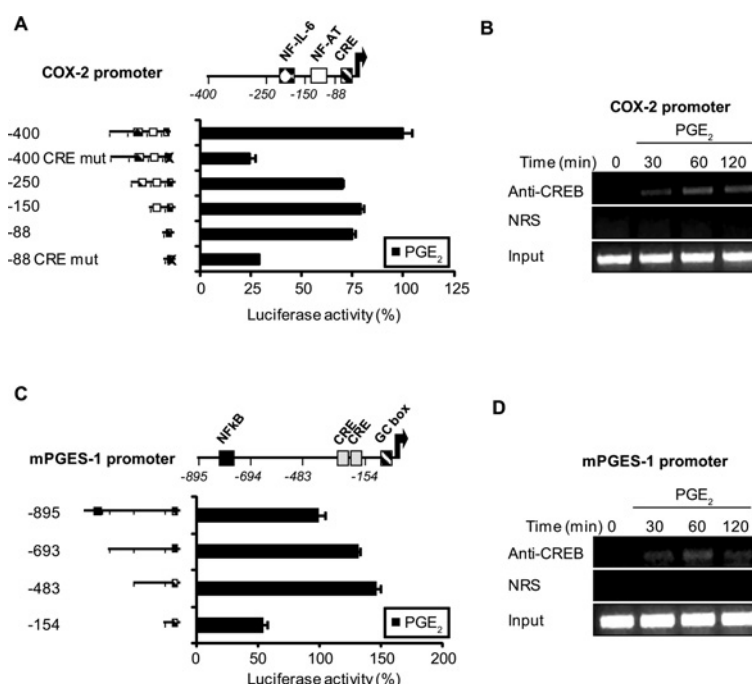 A
NF-IL-6
NF-AT
CRE
COX-2 promoter
-400
-250
-150
-88
-400
-400 CRE mut
-250
-150
-88
-88 CRE mut
PGE2
0 25 50 75 100 125
Luciferase activity (%)
B
COX-2 promoter
PGE2
Time (min) 0 30 60 120
Anti-CREB
NRS
Input
C
NFkB
CRE
CRE
GC box
mPGES-1 promoter
-895
-694
-483
-154
-895
-693
-483
-154
PGE2
0 50 100 150 200
Luciferase activity (%)
D
mPGES-1 promoter
PGE2
Time (min) 0 30 60 120
Anti-CREB
NRS
Input